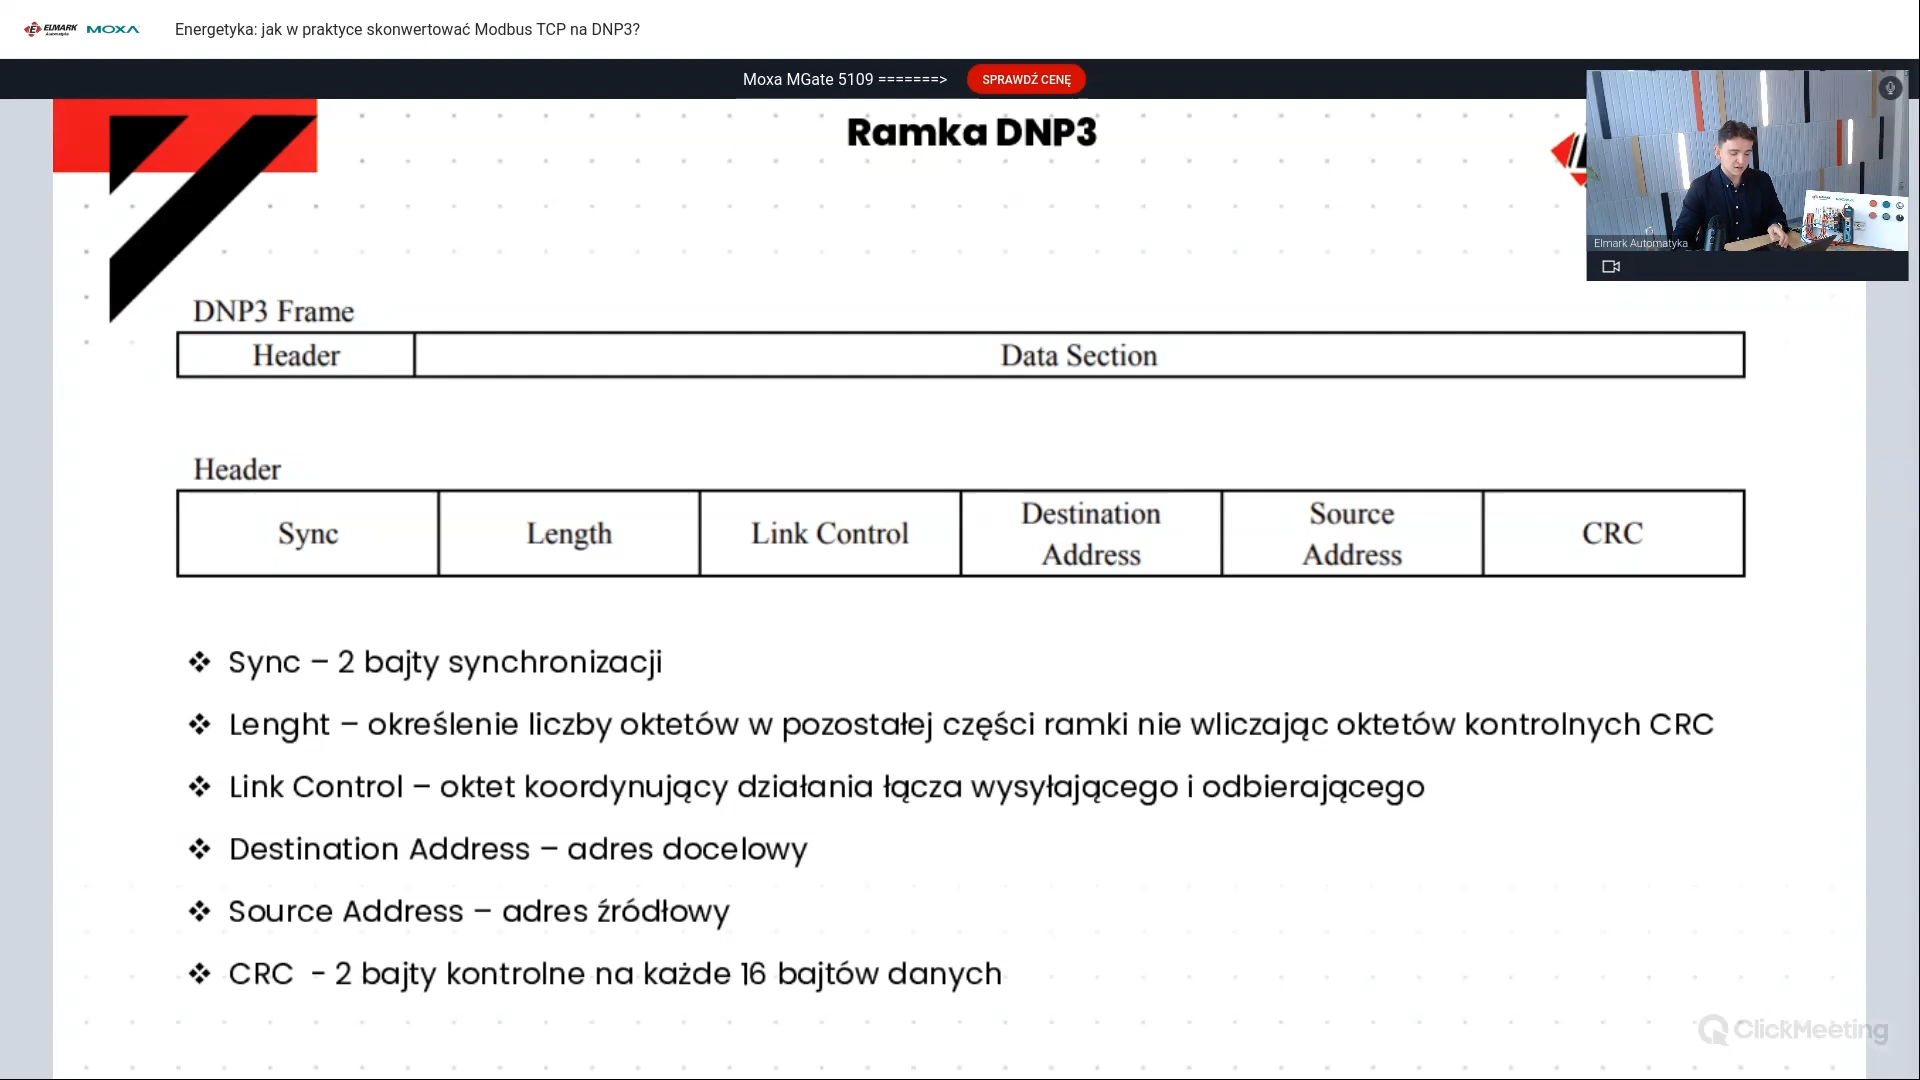 ELMARK
Automatyka
MOXA
Energetyka: jak w praktyce skonwertować Modbus TCP na DNP3?
Moxa MGate 5109 =======>
SPRAWDŹ CENĘ
Ramka DNP3
Elmark Automatyka
DNP3 Frame
Header
Data Section
Header
Sync
Length
Link Control
Destination
Address
Source
Address
CRC
❖ Sync – 2 bajty synchronizacji
❖ Lenght – określenie liczby oktetów w pozostałej części ramki nie wliczając oktetów kontrolnych CRC
❖ Link Control – oktet koordynujący działania łącza wysyłającego i odbierającego
❖ Destination Address – adres docelowy
❖ Source Address – adres źródłowy
❖ CRC - 2 bajty kontrolne na każde 16 bajtów danych
ClickMeeting